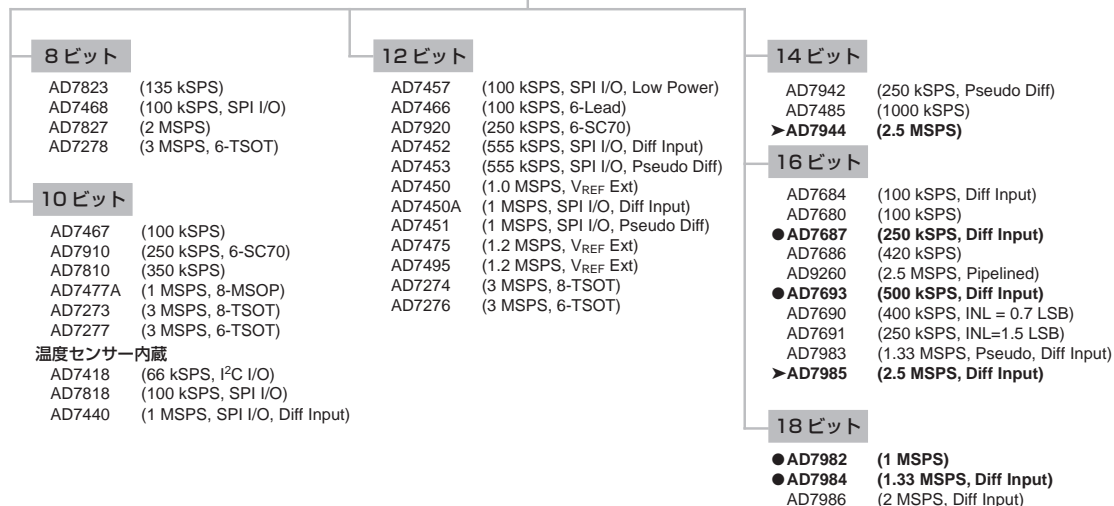 8 ビット
AD7823 (135 kSPS)
AD7468 (100 kSPS, SPI I/O)
AD7827 (2 MSPS)
AD7278 (3 MSPS, 6-TSOT)
10 ビット
AD7467 (100 kSPS)
AD7910 (250 kSPS, 6-SC70)
AD7810 (350 kSPS)
AD7477A (1 MSPS, 8-MSOP)
AD7273 (3 MSPS, 8-TSOT)
AD7277 (3 MSPS, 6-TSOT)
温度センサー内蔵
AD7418 (66 kSPS, I²C I/O)
AD7818 (100 kSPS, SPI I/O)
AD7440 (1 MSPS, SPI I/O, Diff Input)
12 ビット
AD7457 (100 kSPS, SPI I/O, Low Power)
AD7466 (100 kSPS, 6-Lead)
AD7920 (250 kSPS, 6-SC70)
AD7452 (555 kSPS, SPI I/O, Diff Input)
AD7453 (555 kSPS, SPI I/O, Pseudo Diff)
AD7450 (1.0 MSPS, VREF Ext)
AD7450A (1 MSPS, SPI I/O, Diff Input)
AD7451 (1 MSPS, SPI I/O, Pseudo Diff)
AD7475 (1.2 MSPS, VREF Ext)
AD7495 (1.2 MSPS, VREF Ext)
AD7274 (3 MSPS, 8-TSOT)
AD7276 (3 MSPS, 6-TSOT)
14 ビット
AD7942 (250 kSPS, Pseudo Diff)
AD7485 (1000 kSPS)
➤AD7944 (2.5 MSPS)
16 ビット
AD7684 (100 kSPS, Diff Input)
AD7680 (100 kSPS)
●AD7687 (250 kSPS, Diff Input)
AD7686 (420 kSPS)
AD9260 (2.5 MSPS, Pipelined)
●AD7693 (500 kSPS, Diff Input)
AD7690 (400 kSPS, INL = 0.7 LSB)
AD7691 (250 kSPS, INL=1.5 LSB)
AD7983 (1.33 MSPS, Pseudo, Diff Input)
➤AD7985 (2.5 MSPS, Diff Input)
18 ビット
●AD7982 (1 MSPS)
●AD7984 (1.33 MSPS, Diff Input)
AD7986 (2 MSPS, Diff Input)